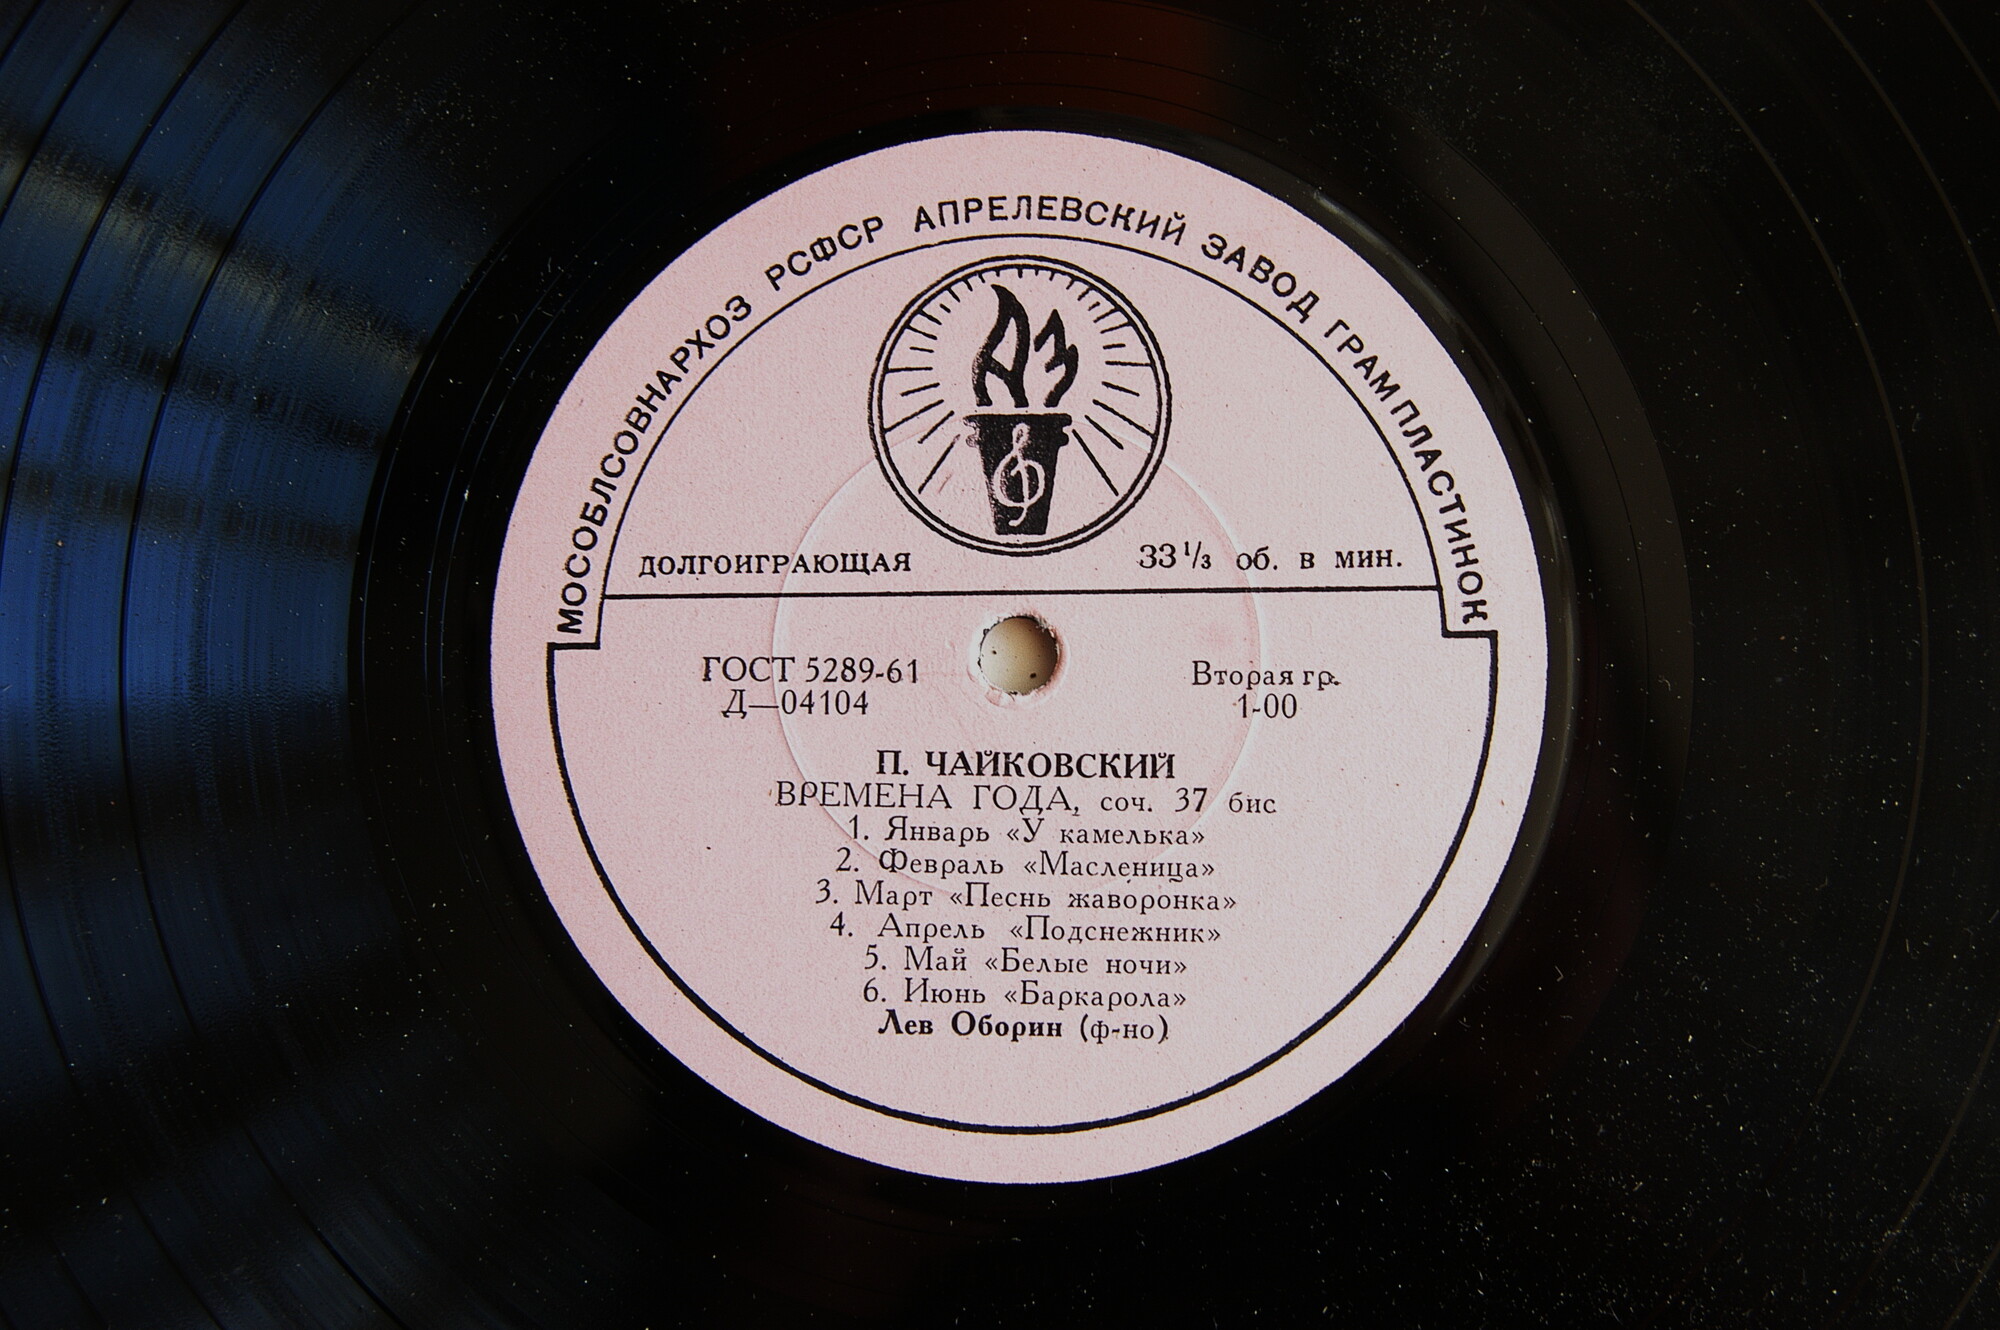 МОСОБЛСОВНАРХОЗ РСФСР АПРЕЛЕВСКИЙ ЗАВОД ГРАМПЛАСТИНОК
АЗ
ДОЛГОИГРАЮЩАЯ 33 1/3 об. в мин.
ГОСТ 5289-61 Вторая гр.
Д—04104 1-00
П. ЧАЙКОВСКИЙ
ВРЕМЕНА ГОДА, соч. 37 бис
1. Январь «У камелька»
2. Февраль «Масленица»
3. Март «Песнь жаворонка»
4. Апрель «Подснежник»
5. Май «Белые ночи»
6. Июнь «Баркарола»
Лев Оборин (ф-но)